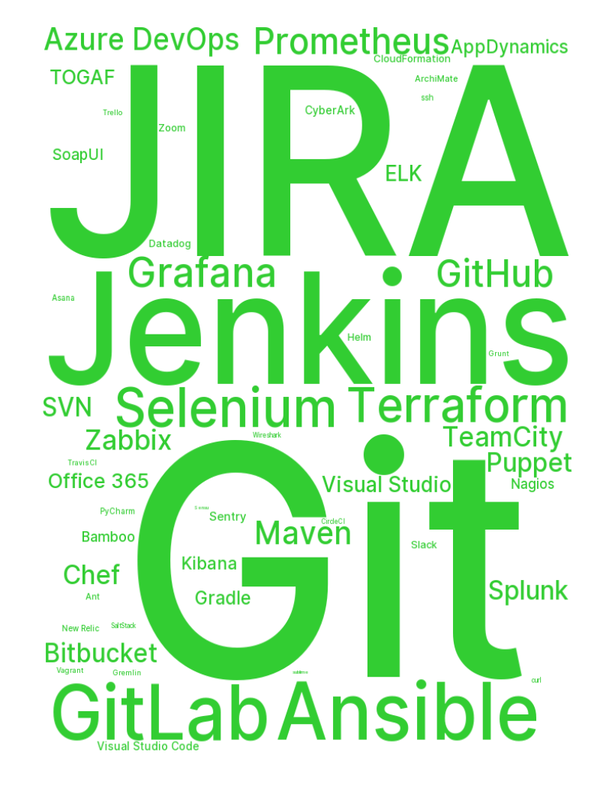 Azure DevOps
Prometheus
AppDynamics
CloudFormation
TOGAF
ArchiMate
ssh
JIRA
Trello
CyberArk
Zoom
SoapUI
ELK
Datadog
Grafana
GitHub
Jenkins
Asana
Helm
Grunt
SVN
Selenium
Terraform
Zabbix
Wireshark
TeamCity
Puppet
TravisCI
Office 365
Visual Studio
Nagios
Git
PyCharm
Sentry
CircleCI
Maven
Bamboo
Slack
Kibana
Chef
Splunk
Ant
Gradle
New Relic
SaltStack
Bitbucket
Vagrant
Gremlin
curl
GitLab
Ansible
Visual Studio Code